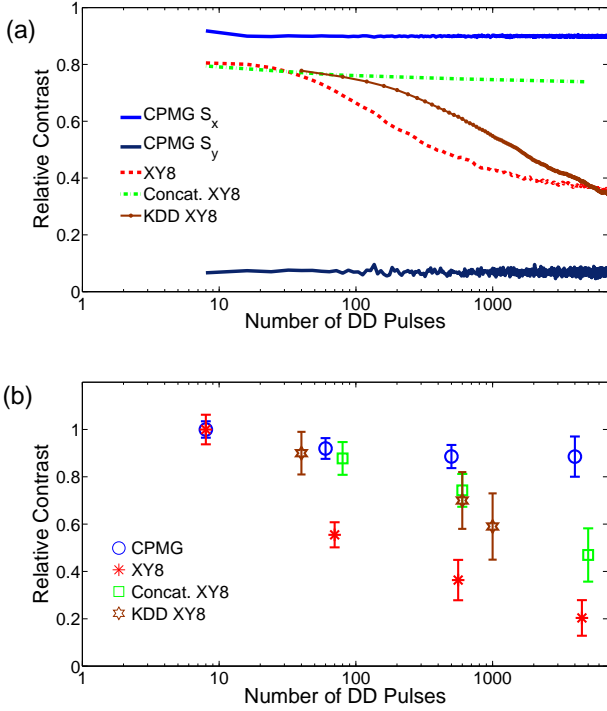 (a)
1
0.8
0.6
0.4
0.2
0
Relative Contrast
CPMG Sx
CPMG Sy
XY8
Concat. XY8
KDD XY8
1 10 100 1000
Number of DD Pulses
(b)
1
0.8
0.6
0.4
0.2
0
Relative Contrast
CPMG
XY8
Concat. XY8
KDD XY8
1 10 100 1000
Number of DD Pulses